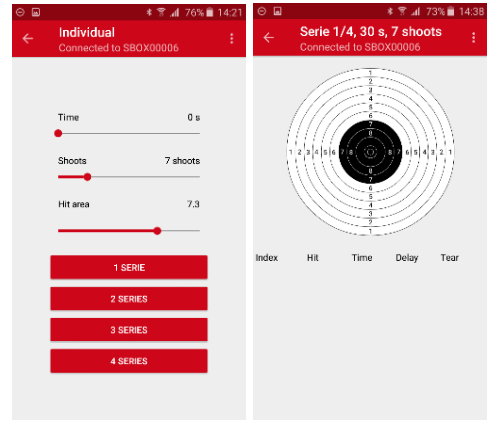 76% 14:21
Individual
Connected to SBOX00006
Time 0 s
Shoots 7 shoots
Hit area 7.3
1 SERIE
2 SERIES
3 SERIES
4 SERIES
73% 14:38
Serie 1/4, 30 s, 7 shoots
Connected to SBOX00006
1
2
3
4
5
6
7
8
1 2 3 4 5 6 7 8 8 7 6 5 4 3 2 1
8
7
6
5
4
3
2
1
Index Hit Time Delay Tear